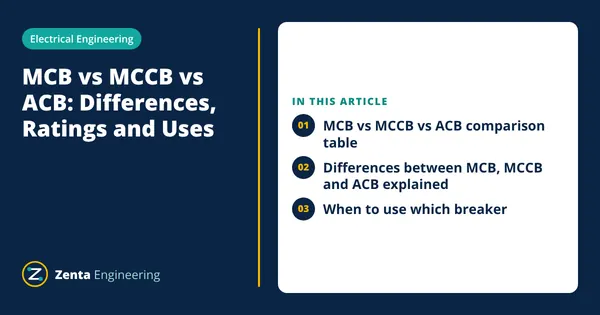 Electrical Engineering
MCB vs MCCB vs
ACB: Differences,
Ratings and Uses
Zenta Engineering
IN THIS ARTICLE
01 MCB vs MCCB vs ACB comparison
table
02 Differences between MCB, MCCB
and ACB explained
03 When to use which breaker